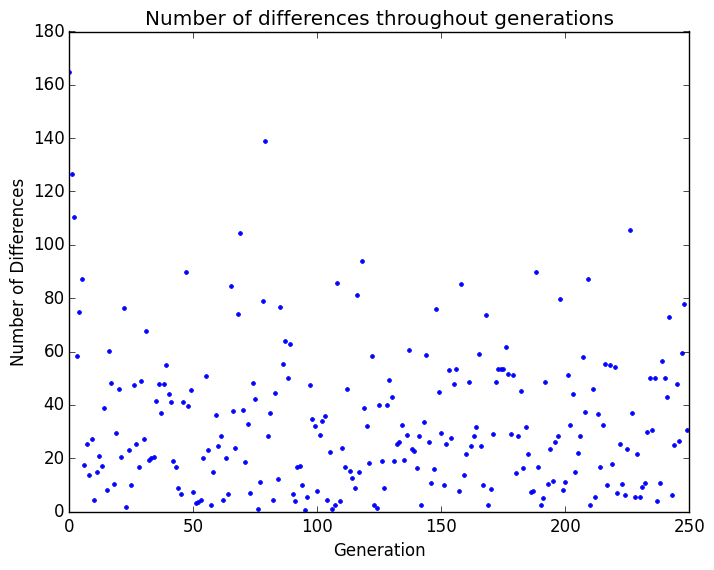 Number of differences throughout generations
180
160
140
120
100
80
60
40
20
0
Number of Differences
0 50 100 150 200 250
Generation